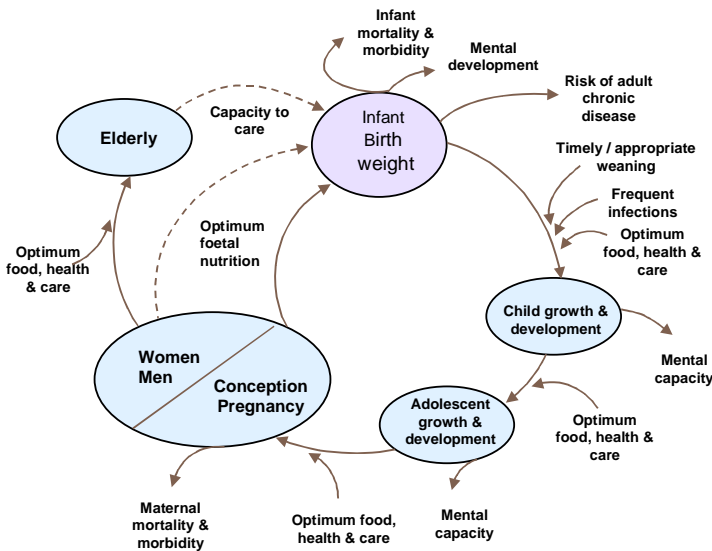 Infant
mortality &
morbidity
Mental
development
Risk of adult
chronic
disease
Elderly
Capacity to
care
Infant
Birth
weight
Timely / appropriate
weaning
Frequent
infections
Optimum
food, health &
care
Optimum
foetal
nutrition
Optimum
food, health
& care
Child growth &
development
Mental
capacity
Women
Men
Conception
Pregnancy
Adolescent
growth &
development
Optimum
food, health &
care
Maternal
mortality &
morbidity
Optimum food,
health & care
Mental
capacity